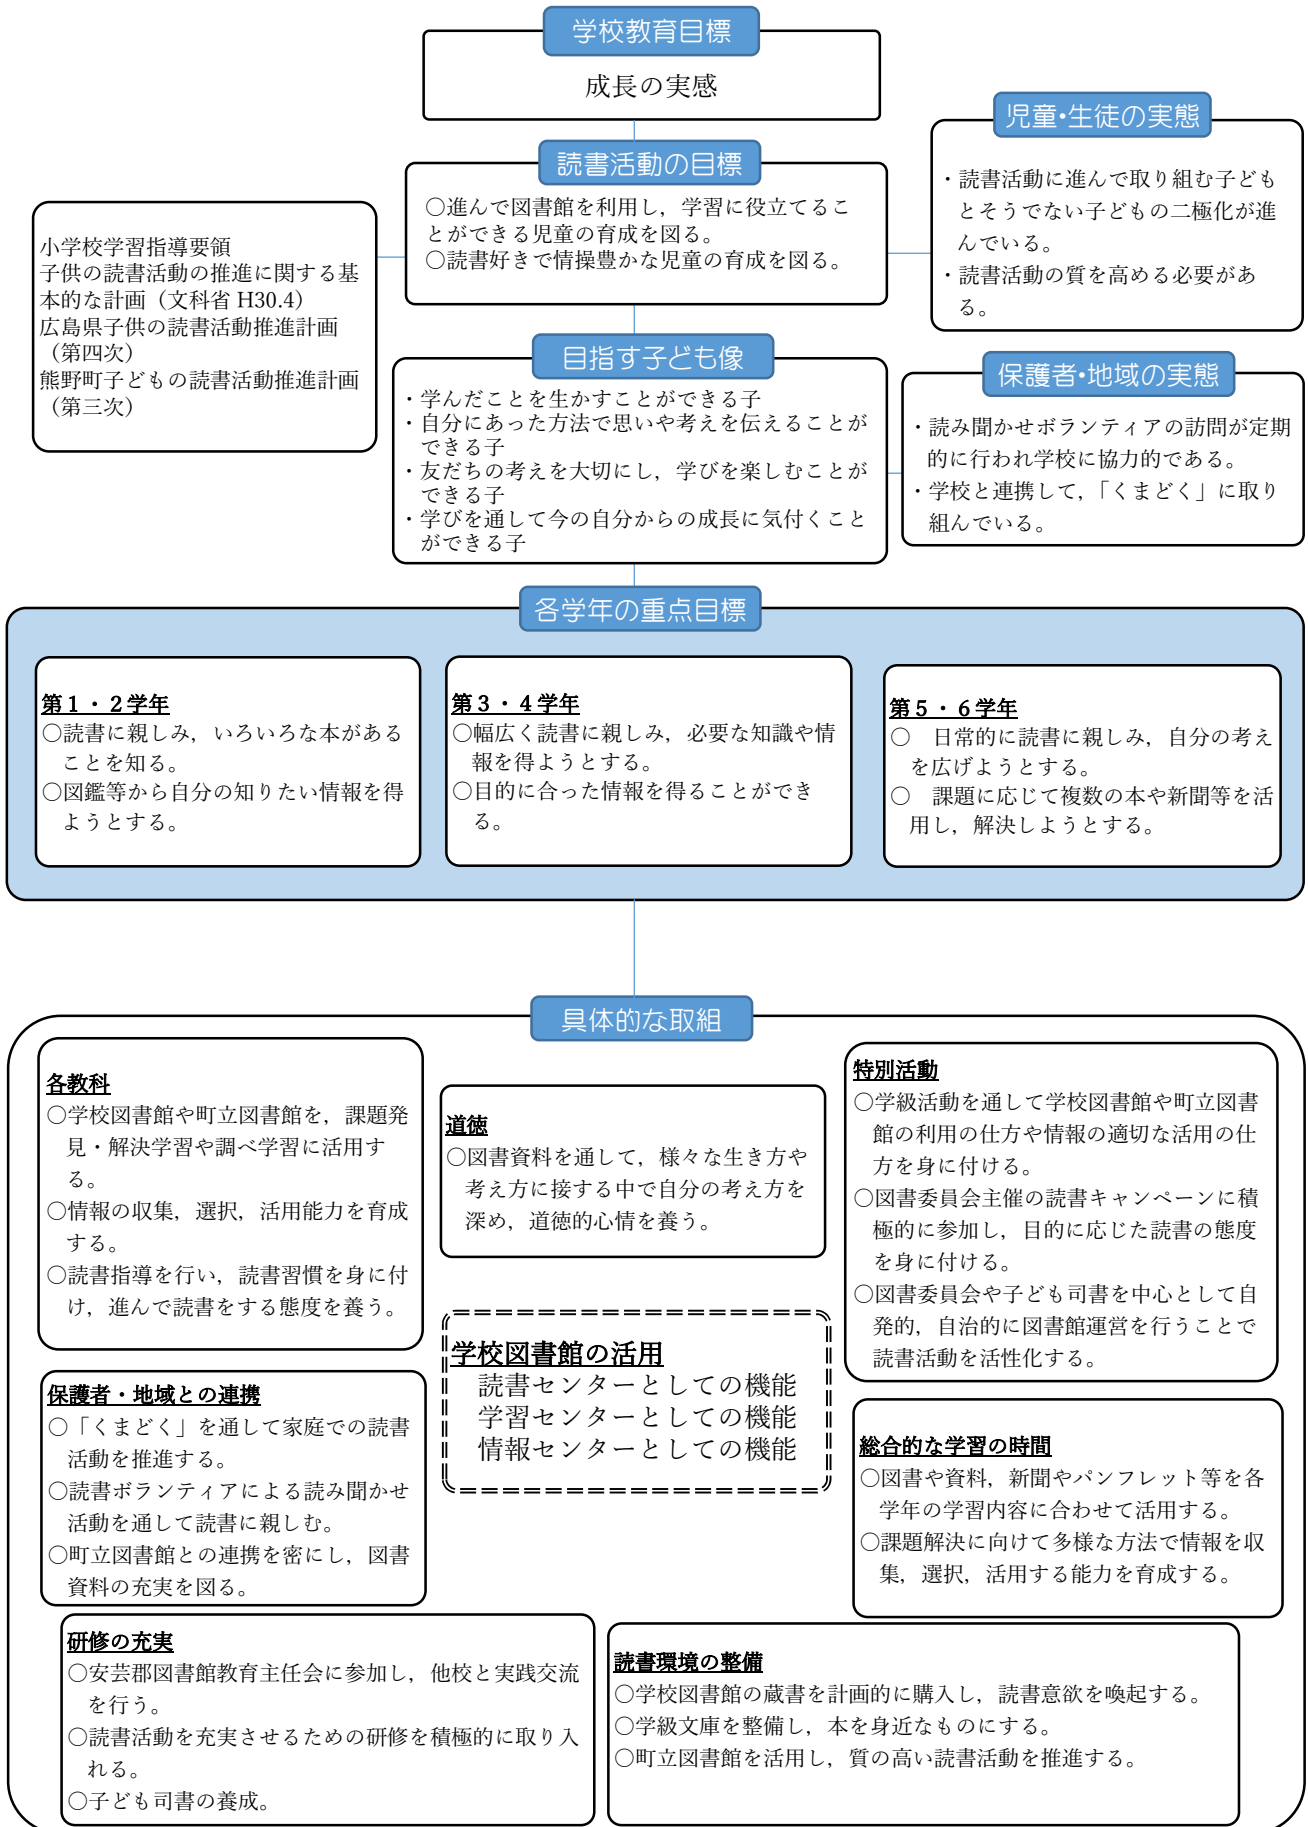 学校教育目標
成長の実感
読書活動の目標
○進んで図書館を利用し，学習に役立てるこ
とができる児童の育成を図る。
○読書好きで情操豊かな児童の育成を図る。
児童・生徒の実態
・読書活動に進んで取り組む子ども
とそうでない子どもの二極化が進
んでいる。
・読書活動の質を高める必要があ
る。
小学校学習指導要領
子供の読書活動の推進に関する基
本的な計画（文科省 H30.4）
広島県子供の読書活動推進計画
（第四次）
熊野町子どもの読書活動推進計画
（第三次）
目指す子ども像
・学んだことを生かすことができる子
・自分にあった方法で思いや考えを伝えることが
できる子
・友だちの考えを大切にし，学びを楽しむことが
できる子
・学びを通して今の自分からの成長に気付くこと
ができる子
保護者・地域の実態
・読み聞かせボランティアの訪問が定期
的に行われ学校に協力的である。
・学校と連携して，「くまどく」に取り
組んでいる。
各学年の重点目標
第１・２学年
○読書に親しみ，いろいろな本がある
ことを知る。
○図鑑等から自分の知りたい情報を得
ようとする。
第３・４学年
○幅広く読書に親しみ，必要な知識や情
報を得ようとする。
○目的に合った情報を得ることができ
る。
第５・６学年
○　日常的に読書に親しみ，自分の考え
を広げようとする。
○　課題に応じて複数の本や新聞等を活
用し，解決しようとする。
具体的な取組
各教科
○学校図書館や町立図書館を，課題発
見・解決学習や調べ学習に活用す
る。
○情報の収集，選択，活用能力を育成
する。
○読書指導を行い，読書習慣を身に付
け，進んで読書をする態度を養う。
道徳
○図書資料を通して，様々な生き方や
考え方に接する中で自分の考え方を
深め，道徳的心情を養う。
特別活動
○学級活動を通して学校図書館や町立図書
館の利用の仕方や情報の適切な活用の仕
方を身に付ける。
○図書委員会主催の読書キャンペーンに積
極的に参加し，目的に応じた読書の態度
を身に付ける。
○図書委員会や子ども司書を中心として自
発的，自治的に図書館運営を行うことで
読書活動を活性化する。
学校図書館の活用
読書センターとしての機能
学習センターとしての機能
情報センターとしての機能
保護者・地域との連携
○「くまどく」を通して家庭での読書
活動を推進する。
○読書ボランティアによる読み聞かせ
活動を通して読書に親しむ。
○町立図書館との連携を密にし，図書
資料の充実を図る。
総合的な学習の時間
○図書や資料，新聞やパンフレット等を各
学年の学習内容に合わせて活用する。
○課題解決に向けて多様な方法で情報を収
集，選択，活用する能力を育成する。
研修の充実
○安芸郡図書館教育主任会に参加し，他校と実践交流
を行う。
○読書活動を充実させるための研修を積極的に取り入
れる。
○子ども司書の養成。
読書環境の整備
○学校図書館の蔵書を計画的に購入し，読書意欲を喚起する。
○学級文庫を整備し，本を身近なものにする。
○町立図書館を活用し，質の高い読書活動を推進する。